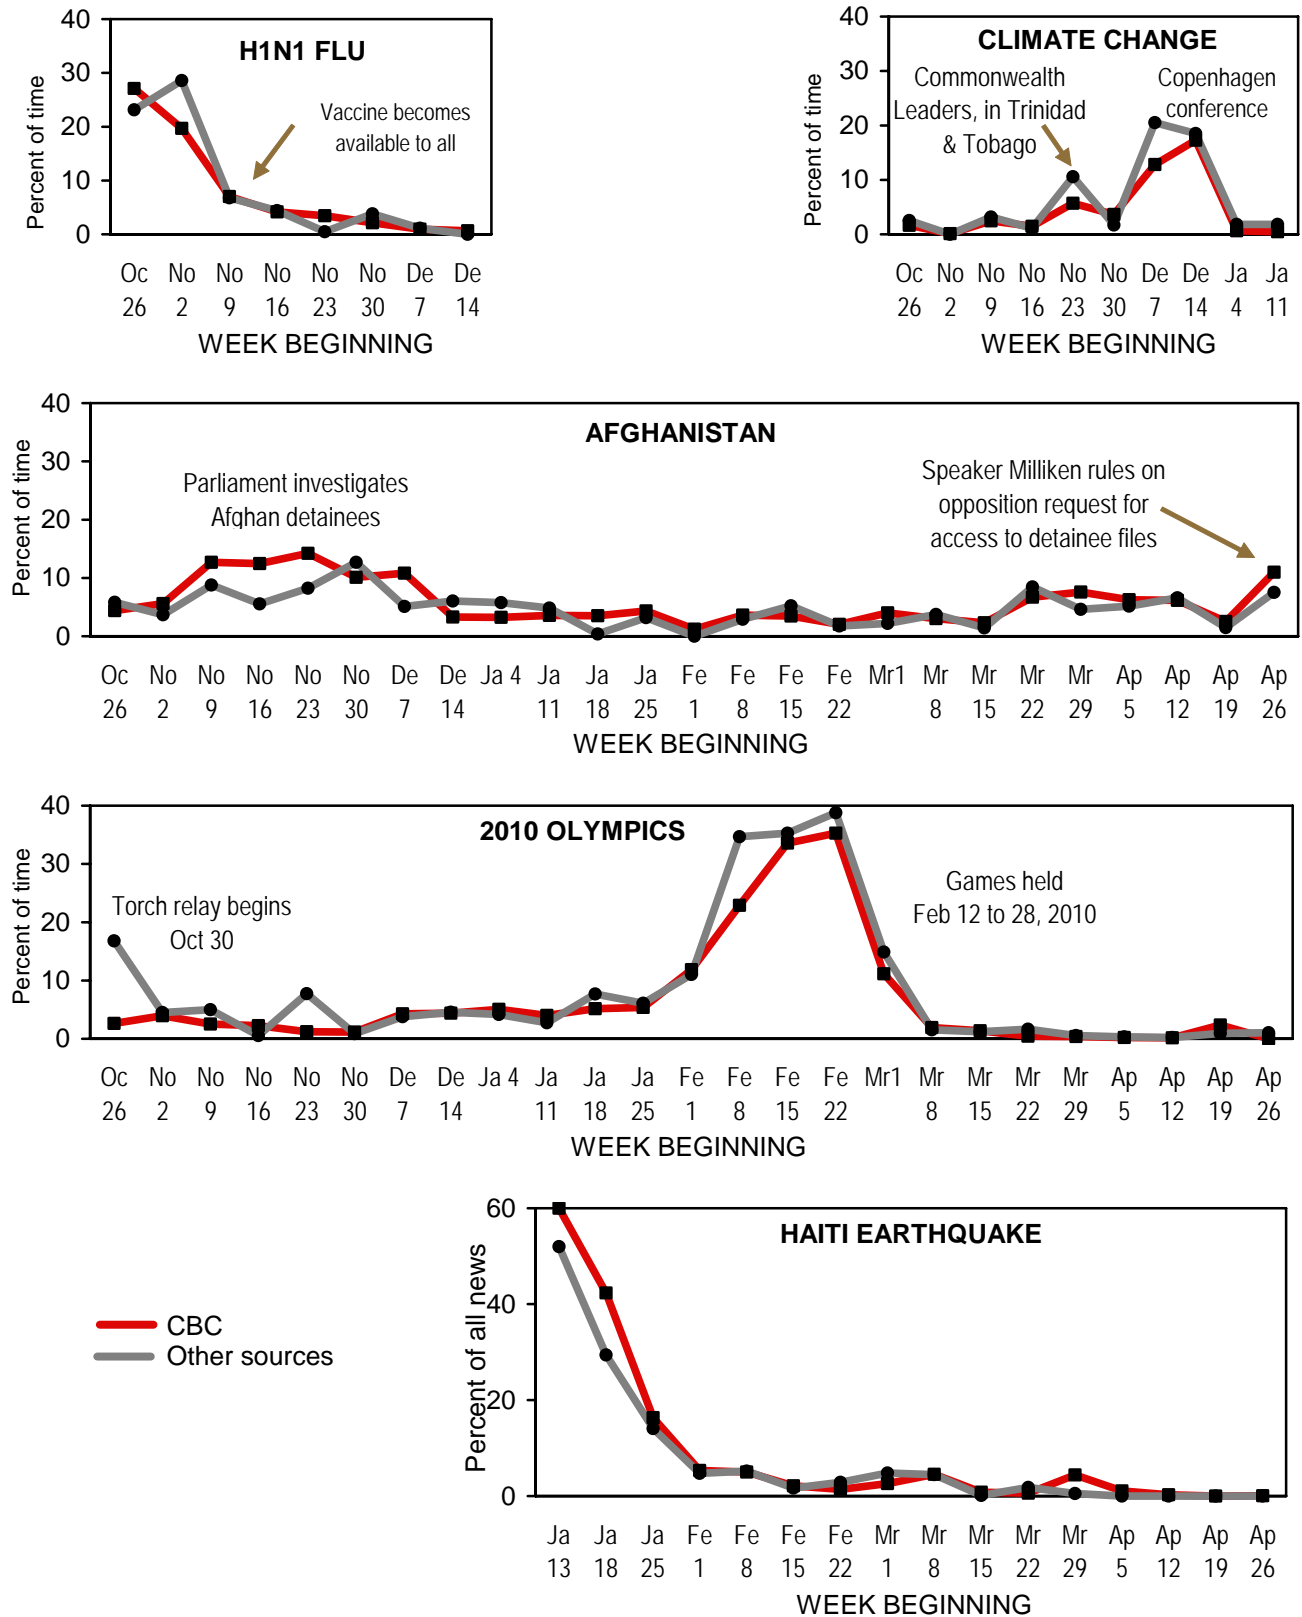 H1N1 FLU
Percent of time
40
30
20
10
0
Vaccine becomes
available to all
Oc No No No No No De De
26 2 9 16 23 30 7 14
WEEK BEGINNING
CLIMATE CHANGE
Percent of time
40
30
20
10
0
Commonwealth
Leaders, in Trinidad
& Tobago
Copenhagen
conference
Oc No No No No No De De Ja Ja
26 2 9 16 23 30 7 14 4 11
WEEK BEGINNING
AFGHANISTAN
Percent of time
40
30
20
10
0
Parliament investigates
Afghan detainees
Speaker Milliken rules on
opposition request for
access to detainee files
Oc No No No No No De De Ja 4 Ja Ja Ja Fe Fe Fe Fe Mr1 Mr Mr Mr Mr Ap Ap Ap Ap
26 2 9 16 23 30 7 14 11 18 25 1 8 15 22 8 15 22 29 5 12 19 26
WEEK BEGINNING
2010 OLYMPICS
Percent of time
40
30
20
10
0
Torch relay begins
Oct 30
Games held
Feb 12 to 28, 2010
Oc No No No No No De De Ja 4 Ja Ja Ja Fe Fe Fe Fe Mr1 Mr Mr Mr Mr Ap Ap Ap Ap
26 2 9 16 23 30 7 14 11 18 25 1 8 15 22 8 15 22 29 5 12 19 26
WEEK BEGINNING
HAITI EARTHQUAKE
Percent of all news
60
40
20
0
Ja Ja Ja Fe Fe Fe Fe Mr Mr Mr Mr Mr Ap Ap Ap Ap
13 18 25 1 8 15 22 1 8 15 22 29 5 12 19 26
WEEK BEGINNING
CBC
Other sources